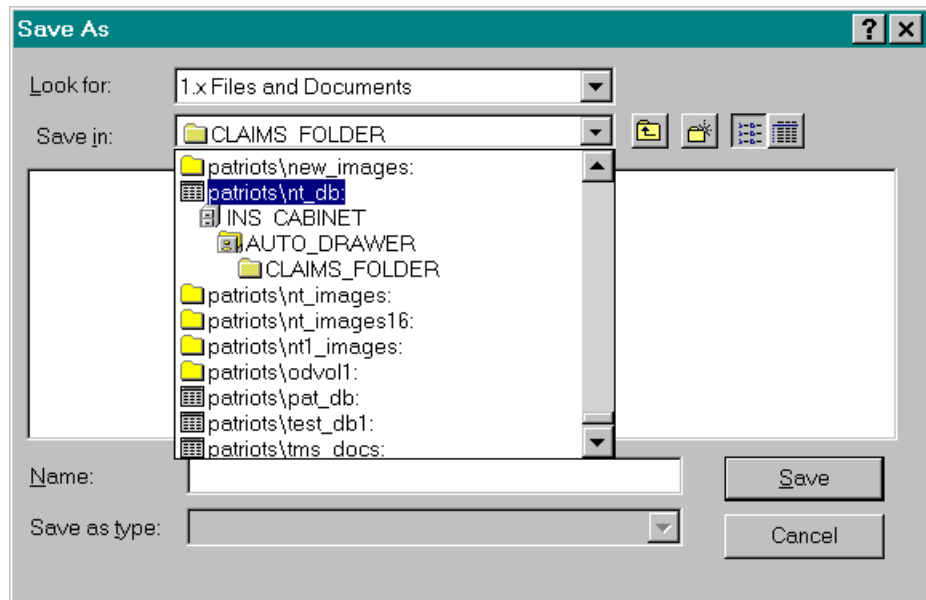 Save As
Look for:
1.x Files and Documents
Save in:
CLAIMS_FOLDER
patriots\new_images:
patriots\nt_db:
INS_CABINET
AUTO_DRAWER
CLAIMS_FOLDER
patriots\nt_images:
patriots\nt_images16:
patriots\nt1_images:
patriots\odvol1:
patriots\pat_db:
patriots\test_db1:
patriots\tms_docs:
Name:
Save
Save as type:
Cancel